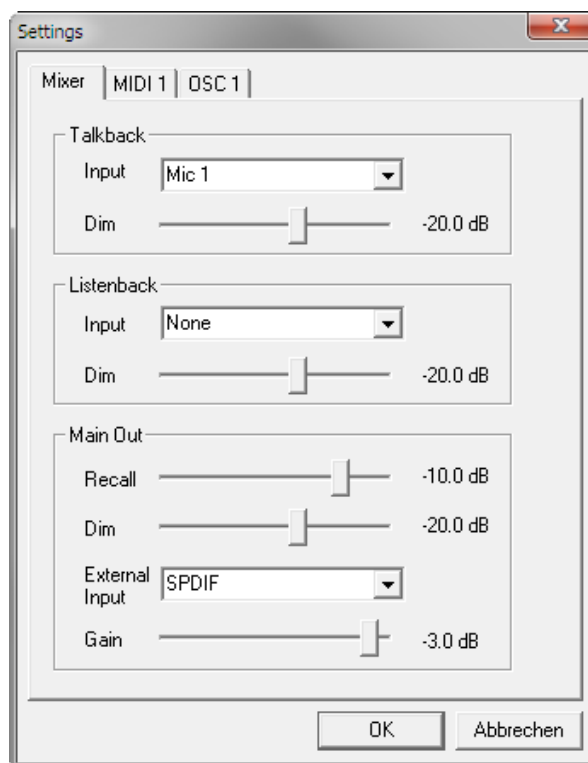 Settings
Mixer MIDI 1 OSC 1
Talkback
Input Mic 1
Dim -20.0 dB
Listenback
Input None
Dim -20.0 dB
Main Out
Recall -10.0 dB
Dim -20.0 dB
External
Input SPDIF
Gain -3.0 dB
OK Abbrechen